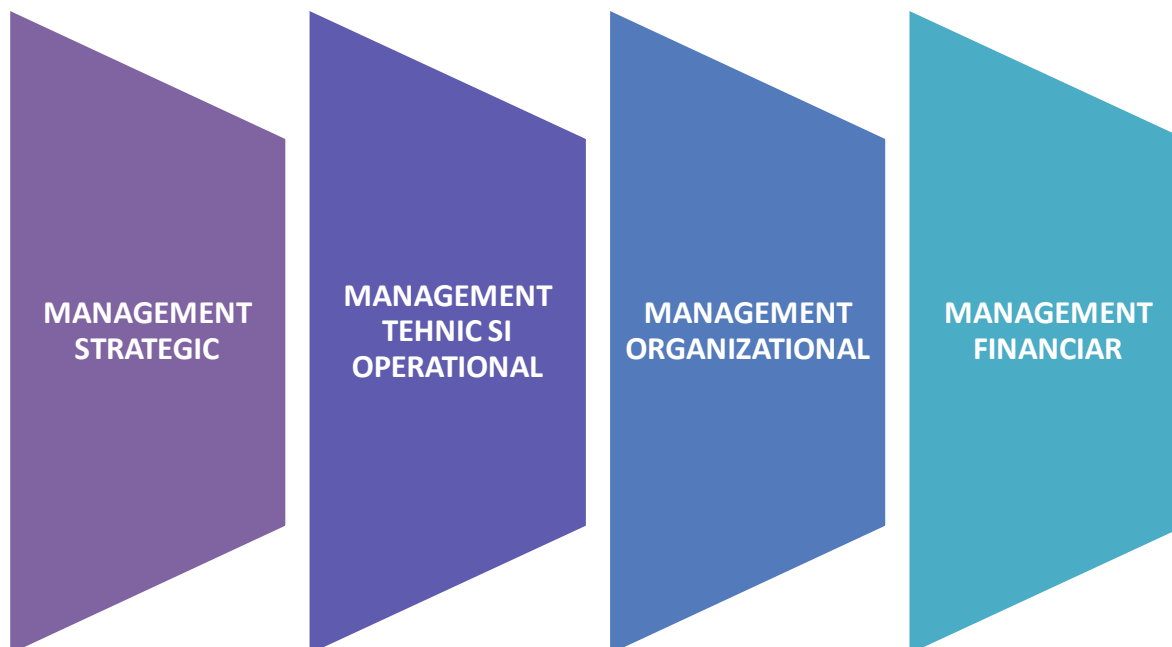 MANAGEMENT
STRATEGIC
MANAGEMENT
TEHNIC SI
OPERATIONAL
MANAGEMENT
ORGANIZATIONAL
MANAGEMENT
FINANCIAR